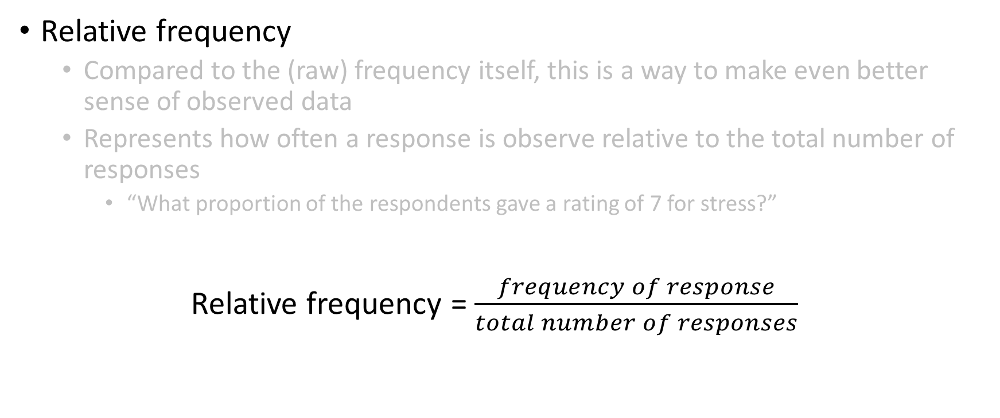 • Relative frequency
• Compared to the (raw) frequency itself, this is a way to make even better
sense of observed data
• Represents how often a response is observe relative to the total number of
responses
• “What proportion of the respondents gave a rating of 7 for stress?”
frequency of response
Relative frequency =
total number of responses